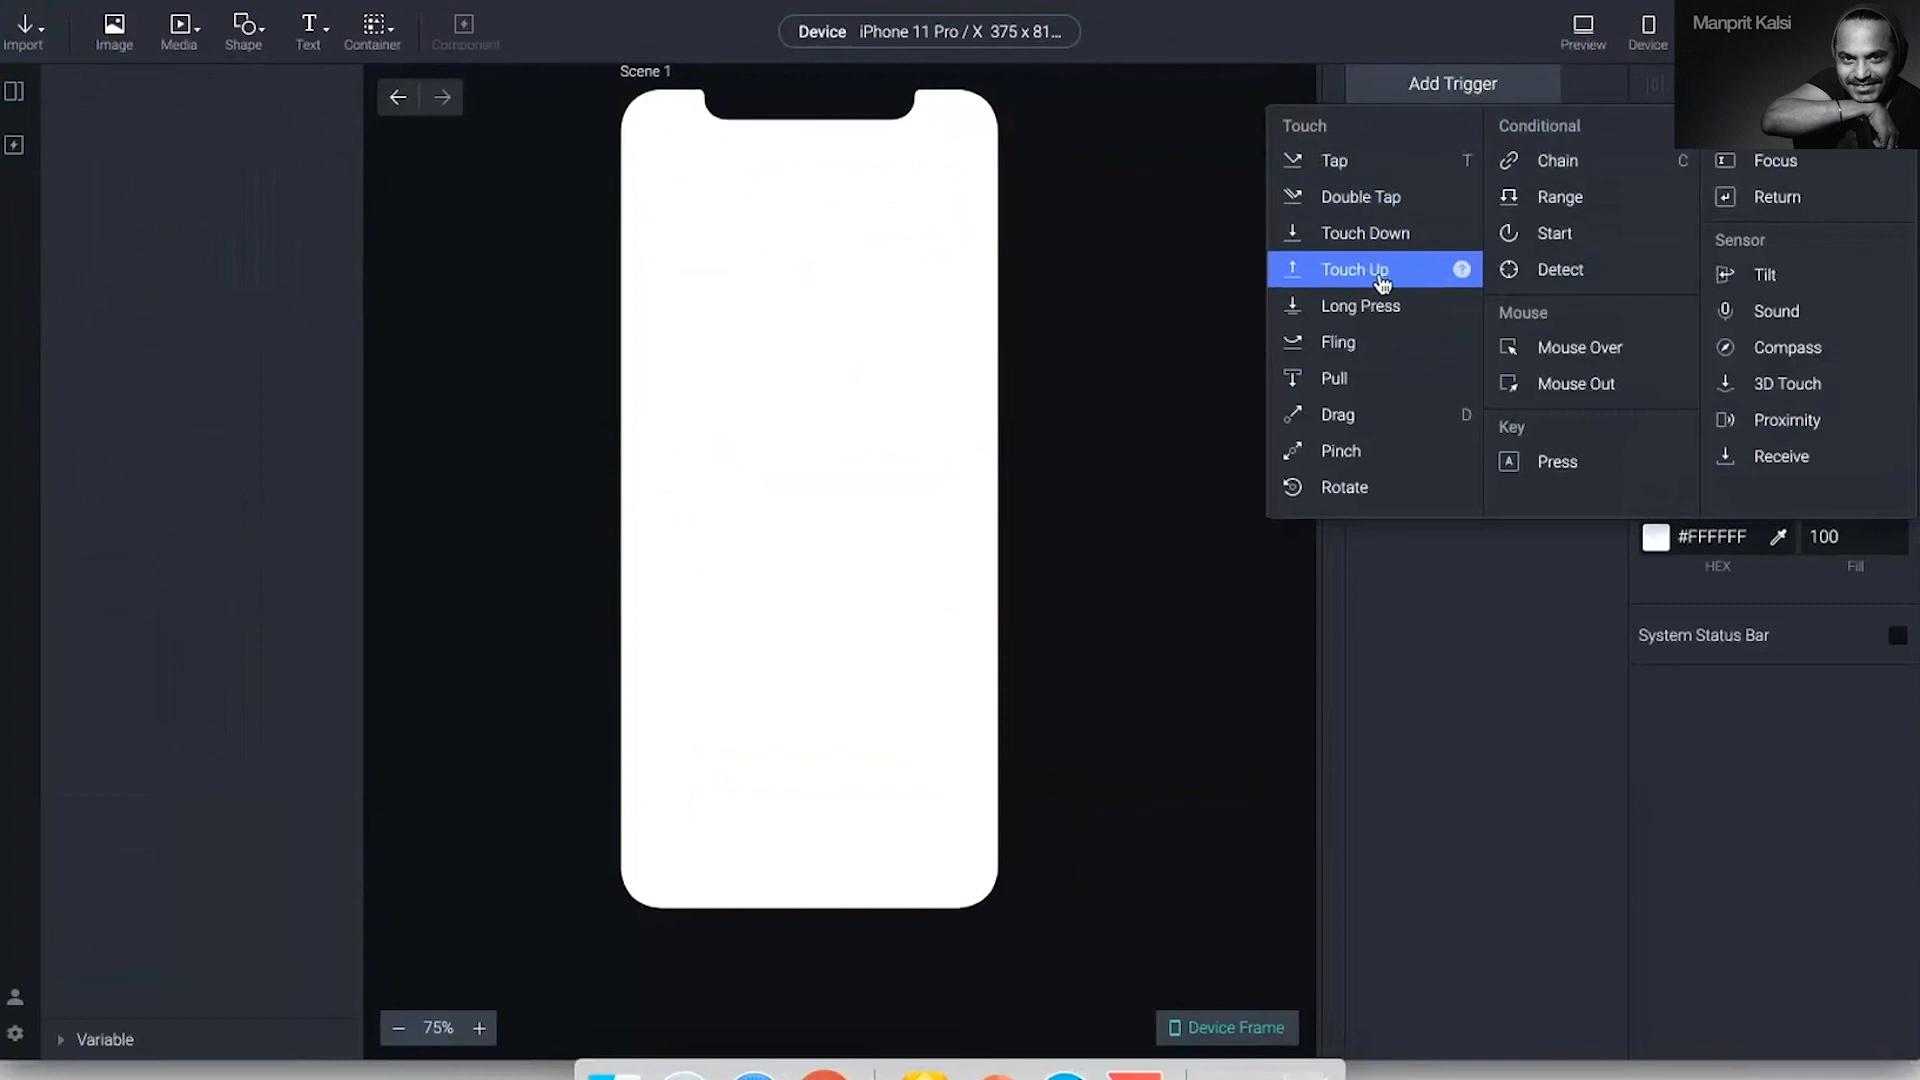 Import
Image
Media
Shape
Text
Container
Component
Device iPhone 11 Pro / X 375 x 81...
Preview
Device
Manprit Kalsi
Scene 1
Add Trigger
Touch
Tap T
Double Tap
Touch Down
Touch Up ?
Long Press
Fling
Pull
Drag D
Pinch
Rotate
Conditional
Chain C
Range
Start
Detect
Mouse
Mouse Over
Mouse Out
Key
A Press
Focus
Return
Sensor
Tilt
Sound
Compass
3D Touch
Proximity
Receive
#FFFFFF 100
HEX Fill
System Status Bar
Variable
75%
Device Frame